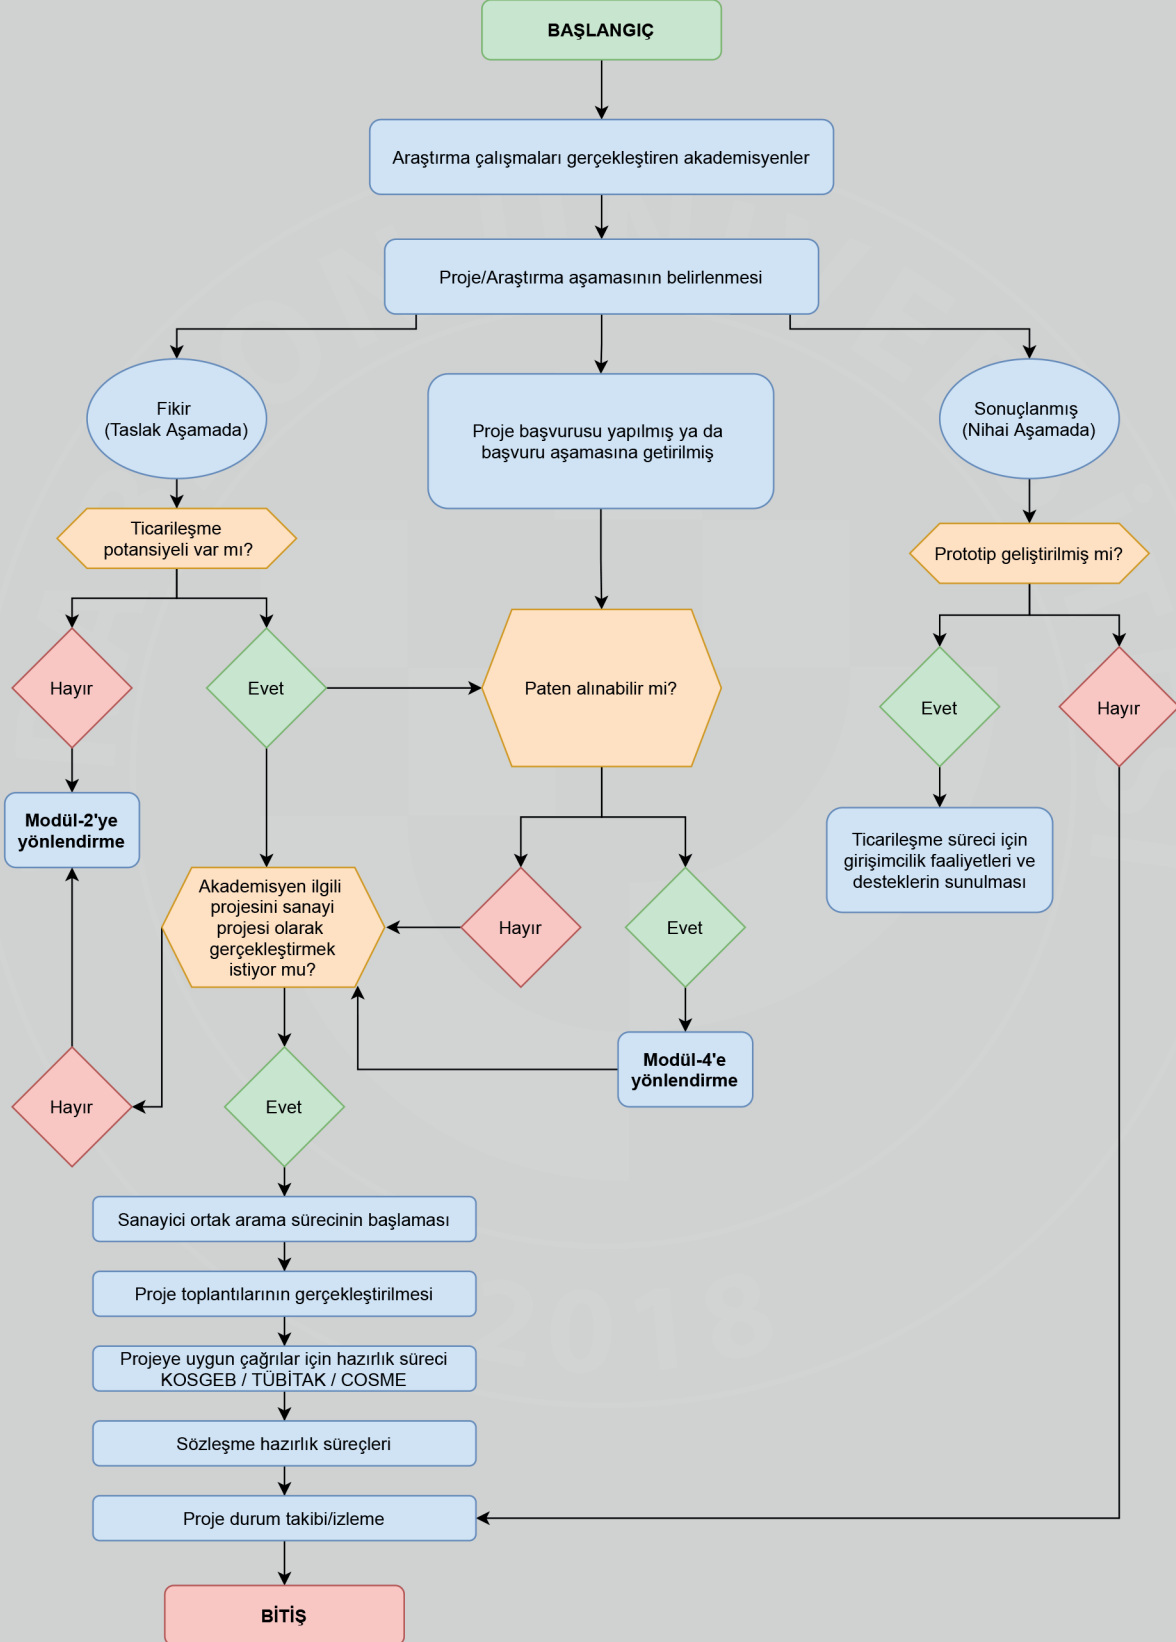 BAŞLANGIÇ
Araştırma çalışmaları gerçekleştiren akademisyenler
Proje/Araştırma aşamasının belirlenmesi
Fikir
(Taslak Aşamada)
Proje başvurusu yapılmış ya da
başvuru aşamasına getirilmiş
Sonuçlanmış
(Nihai Aşamada)
Ticarileşme
potansiyeli var mı?
Prototip geliştirilmiş mi?
Hayır
Evet
Paten alınabilir mi?
Evet
Hayır
Modül-2'ye
yönlendirme
Ticarileşme süreci için
girişimcilik faaliyetleri ve
desteklerin sunulması
Akademisyen ilgili
projesini sanayi
projesi olarak
gerçekleştirmek
istiyor mu?
Hayır
Evet
Modül-4'e
yönlendirme
Hayır
Evet
Sanayici ortak arama sürecinin başlaması
Proje toplantılarının gerçekleştirilmesi
Projeye uygun çağrılar için hazırlık süreci
KOSGEB / TÜBİTAK / COSME
Sözleşme hazırlık süreçleri
Proje durum takibi/izleme
BİTİŞ
2018